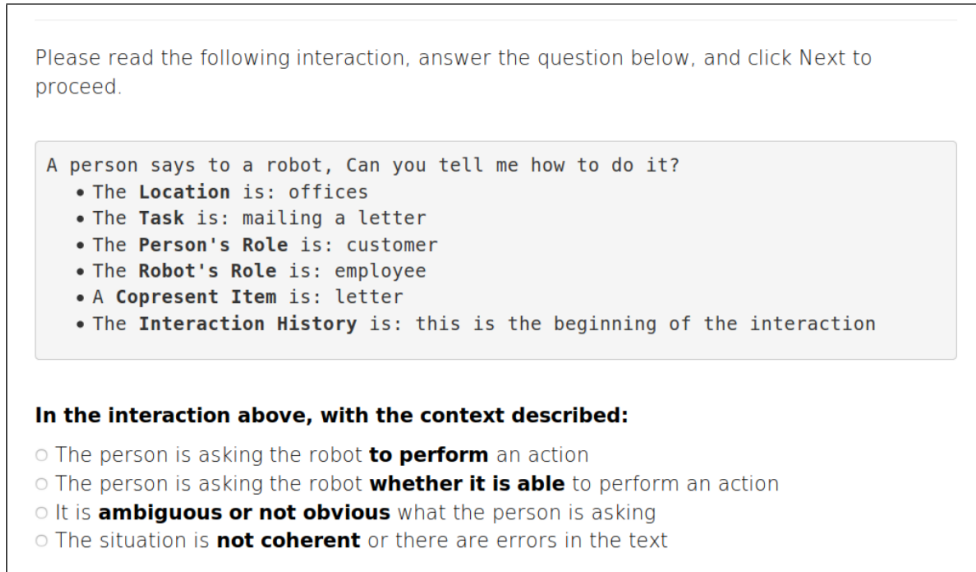 Please read the following interaction, answer the question below, and click Next to
proceed.
A person says to a robot, Can you tell me how to do it?
• The Location is: offices
• The Task is: mailing a letter
• The Person's Role is: customer
• The Robot's Role is: employee
• A Copresent Item is: letter
• The Interaction History is: this is the beginning of the interaction
In the interaction above, with the context described:
The person is asking the robot to perform an action
The person is asking the robot whether it is able to perform an action
It is ambiguous or not obvious what the person is asking
The situation is not coherent or there are errors in the text